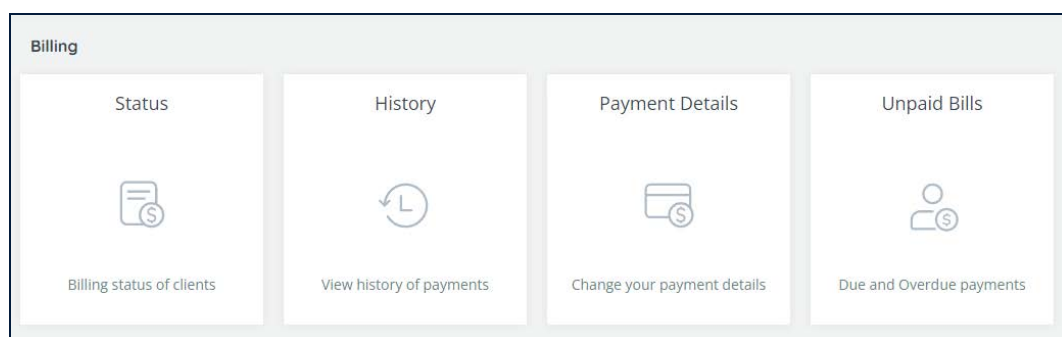 Billing
Status
History
Payment Details
Unpaid Bills
$
$
$
Billing status of clients
View history of payments
Change your payment details
Due and Overdue payments